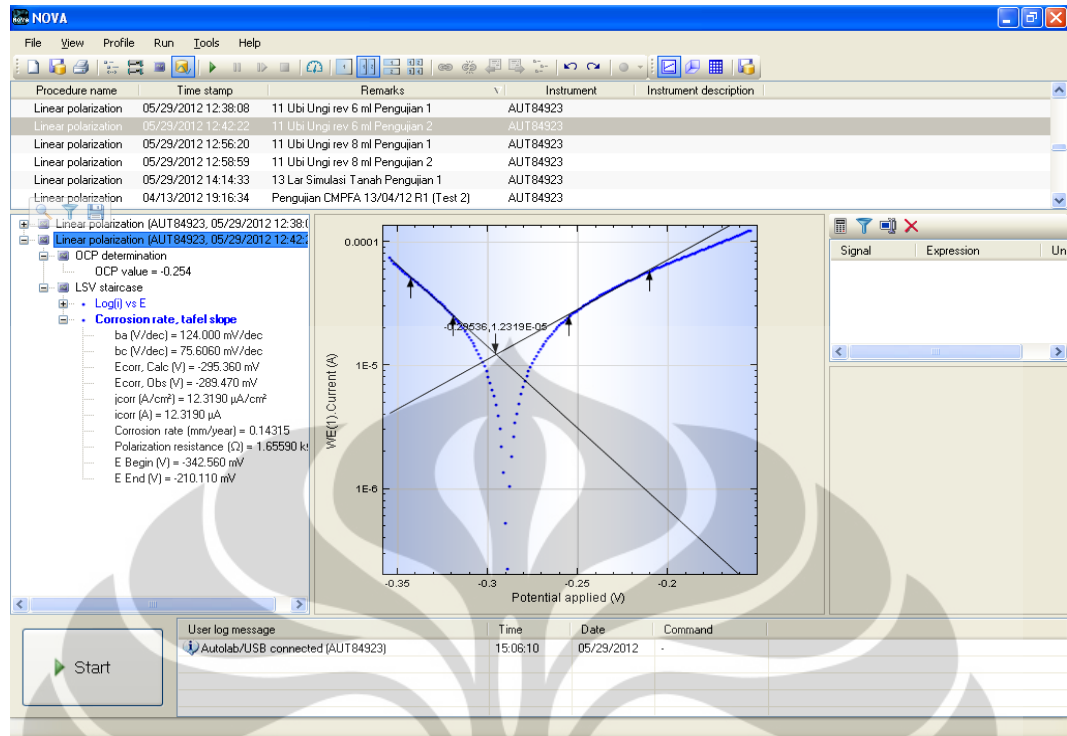 NOVA
File View Profile Run Tools Help
Procedure name Time stamp Remarks Instrument Instrument description
Linear polarization 05/29/2012 12:38:08 11 Ubi Ungi rev 6 ml Pengujian 1 AUT84923
Linear polarization 05/29/2012 12:42:22 11 Ubi Ungi rev 6 ml Pengujian 2 AUT84923
Linear polarization 05/29/2012 12:56:20 11 Ubi Ungi rev 8 ml Pengujian 1 AUT84923
Linear polarization 05/29/2012 12:58:59 11 Ubi Ungi rev 8 ml Pengujian 2 AUT84923
Linear polarization 05/29/2012 14:14:33 13 Lar Simulasi Tanah Pengujian 1 AUT84923
Linear polarization 04/13/2012 19:16:34 Pengujian CMPFA 13/04/12 R1 (Test 2) AUT84923
Linear polarization (AUT84923, 05/29/2012 12:38:0
Linear polarization (AUT84923, 05/29/2012 12:42:2
OCP determination
OCP value = -0.254
LSV staircase
Log(i) vs E
Corrosion rate, tafel slope
ba (V/dec) = 124.000 mV/dec
bc (V/dec) = 75.6060 mV/dec
Ecorr, Calc (V) = -295.360 mV
Ecorr, Obs (V) = -289.470 mV
jcorr (A/cm²) = 12.3190 µA/cm²
icorr (A) = 12.3190 µA
Corrosion rate (mm/year) = 0.14315
Polarization resistance (Ω) = 1.65590 k
E Begin (V) = -342.560 mV
E End (V) = -210.110 mV
0.0001
1E-5
1E-6
WE(1).Current (A)
-0.29536,1.2319E-05
-0.35 -0.3 -0.25 -0.2
Potential applied (V)
Signal Expression Un
Start
User log message Time Date Command
Autolab/USB connected (AUT84923) 15:06:10 05/29/2012 -